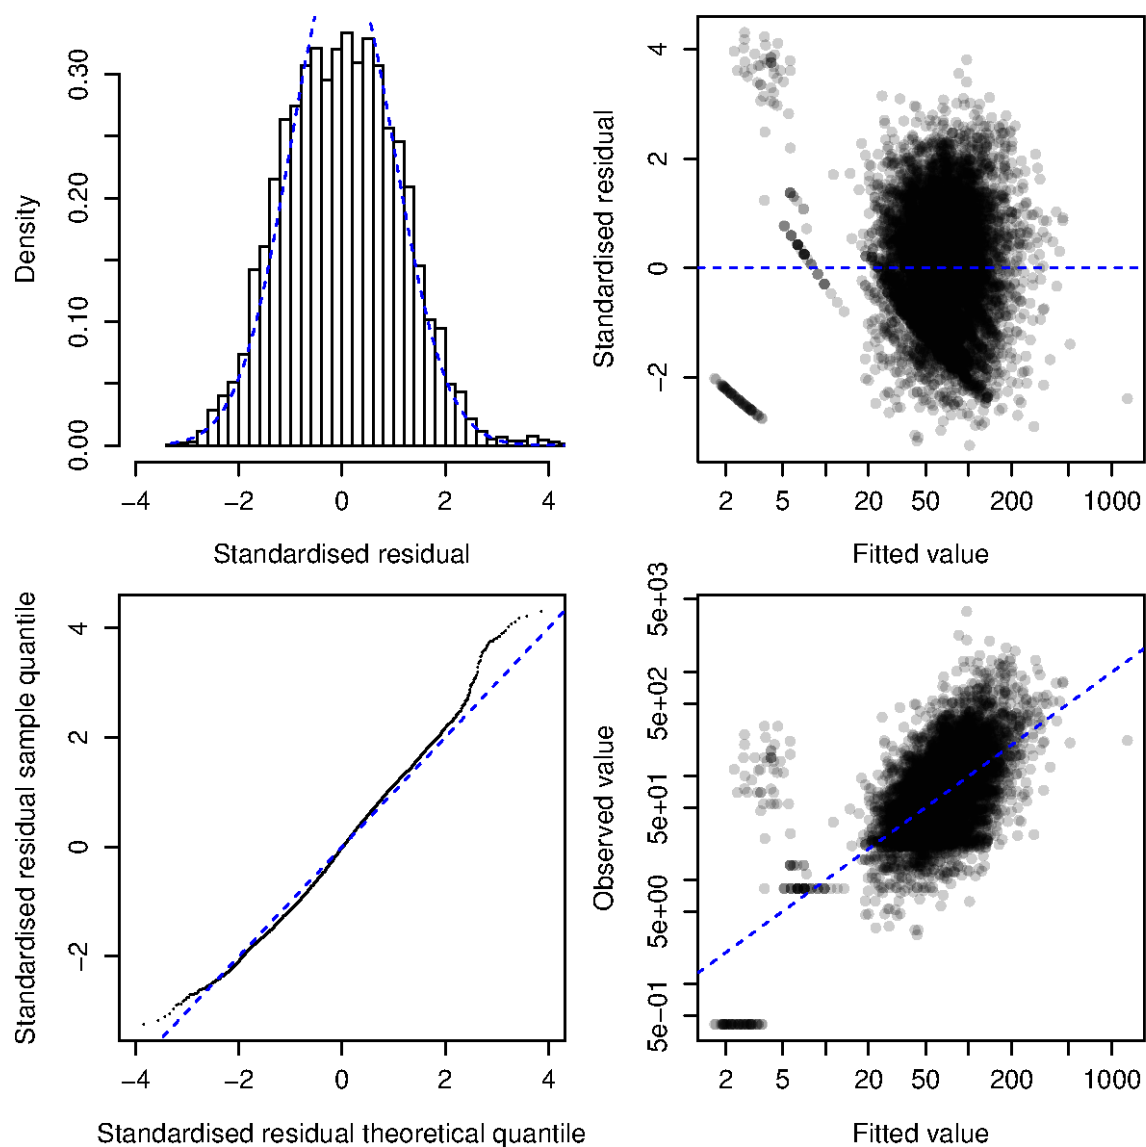 Density
0.00 0.10 0.20 0.30
−4 −2 0 2 4
Standardised residual
Standardised residual
−2 0 2 4
2 5 20 50 200 1000
Fitted value
Standardised residual sample quantile
−2 0 2 4
−4 −2 0 2 4
Standardised residual theoretical quantile
Observed value
5e−01 5e+00 5e+01 5e+02 5e+03
2 5 20 50 200 1000
Fitted value